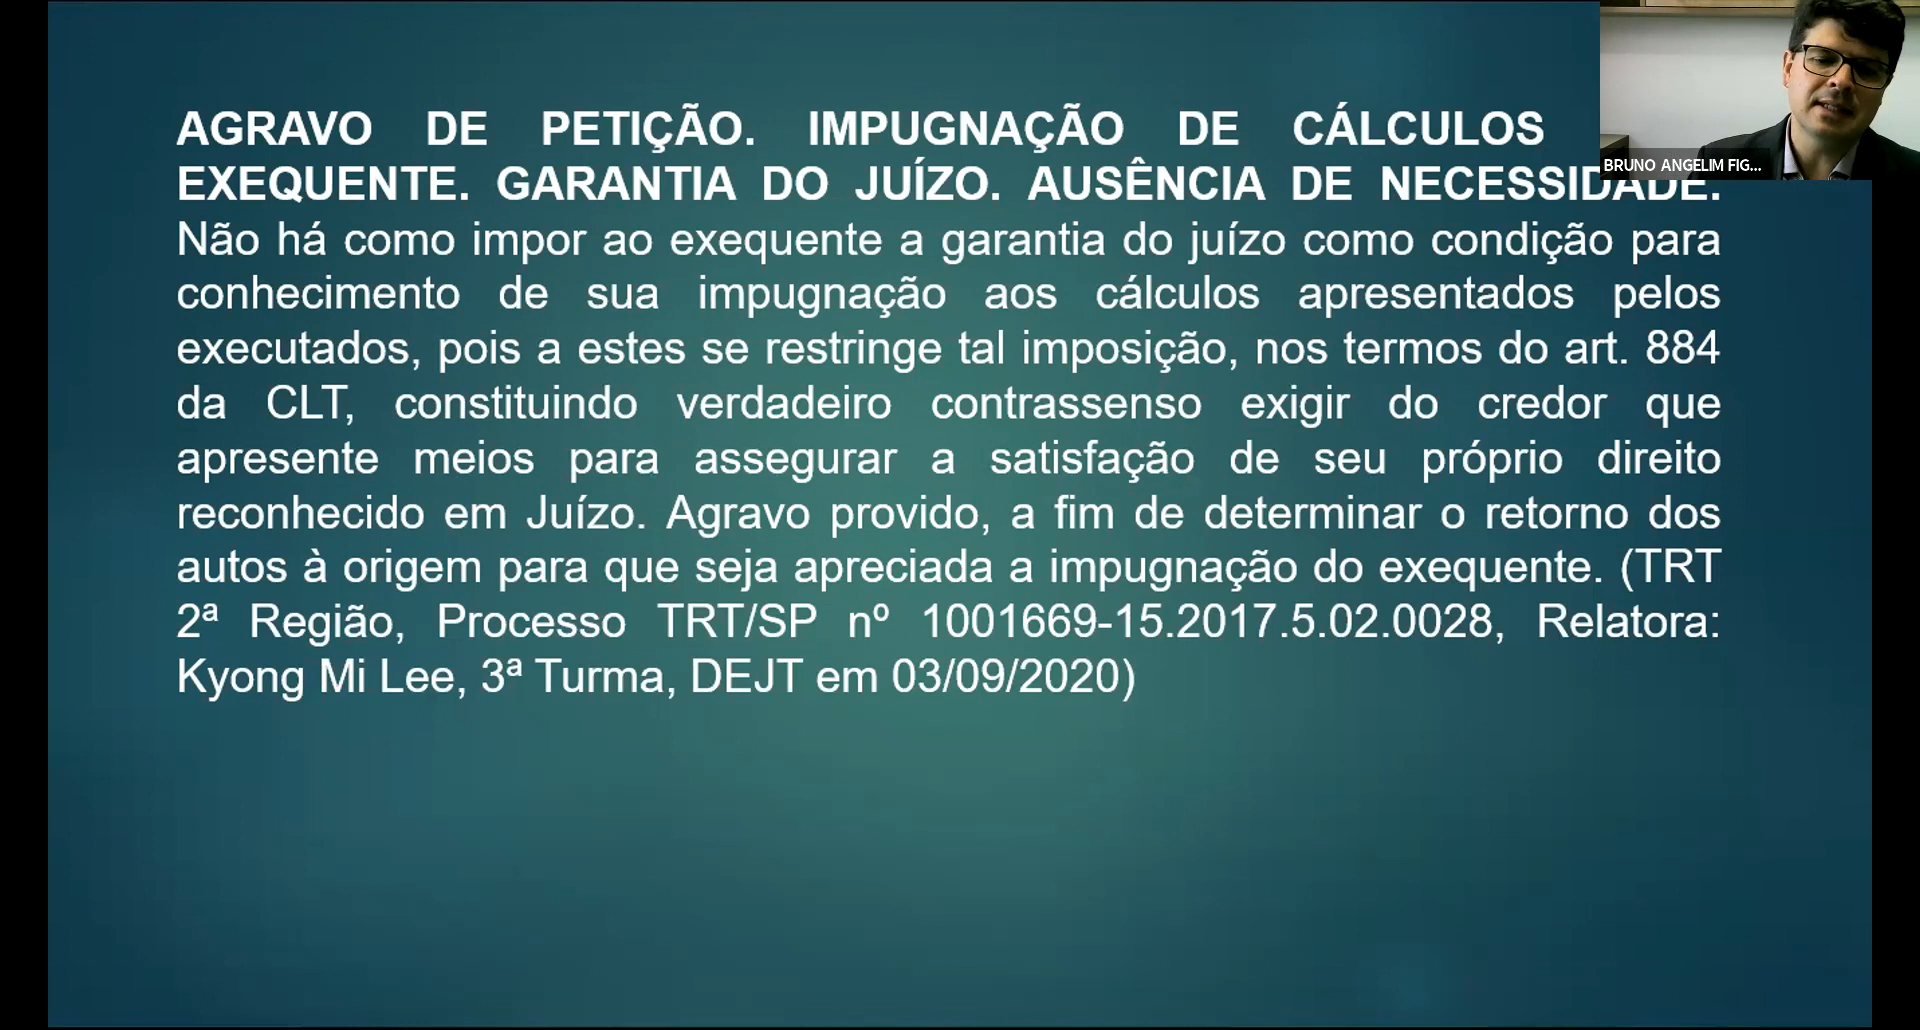 AGRAVO DE PETIÇÃO. IMPUGNAÇÃO DE CÁLCULOS
EXEQUENTE. GARANTIA DO JUÍZO. AUSÊNCIA DE NECESSIDADE.
Não há como impor ao exequente a garantia do juízo como condição para
conhecimento de sua impugnação aos cálculos apresentados pelos
executados, pois a estes se restringe tal imposição, nos termos do art. 884
da CLT, constituindo verdadeiro contrassenso exigir do credor que
apresente meios para assegurar a satisfação de seu próprio direito
reconhecido em Juízo. Agravo provido, a fim de determinar o retorno dos
autos à origem para que seja apreciada a impugnação do exequente. (TRT
2ª Região, Processo TRT/SP nº 1001669-15.2017.5.02.0028, Relatora:
Kyong Mi Lee, 3ª Turma, DEJT em 03/09/2020)
BRUNO ANGELIM FIG...